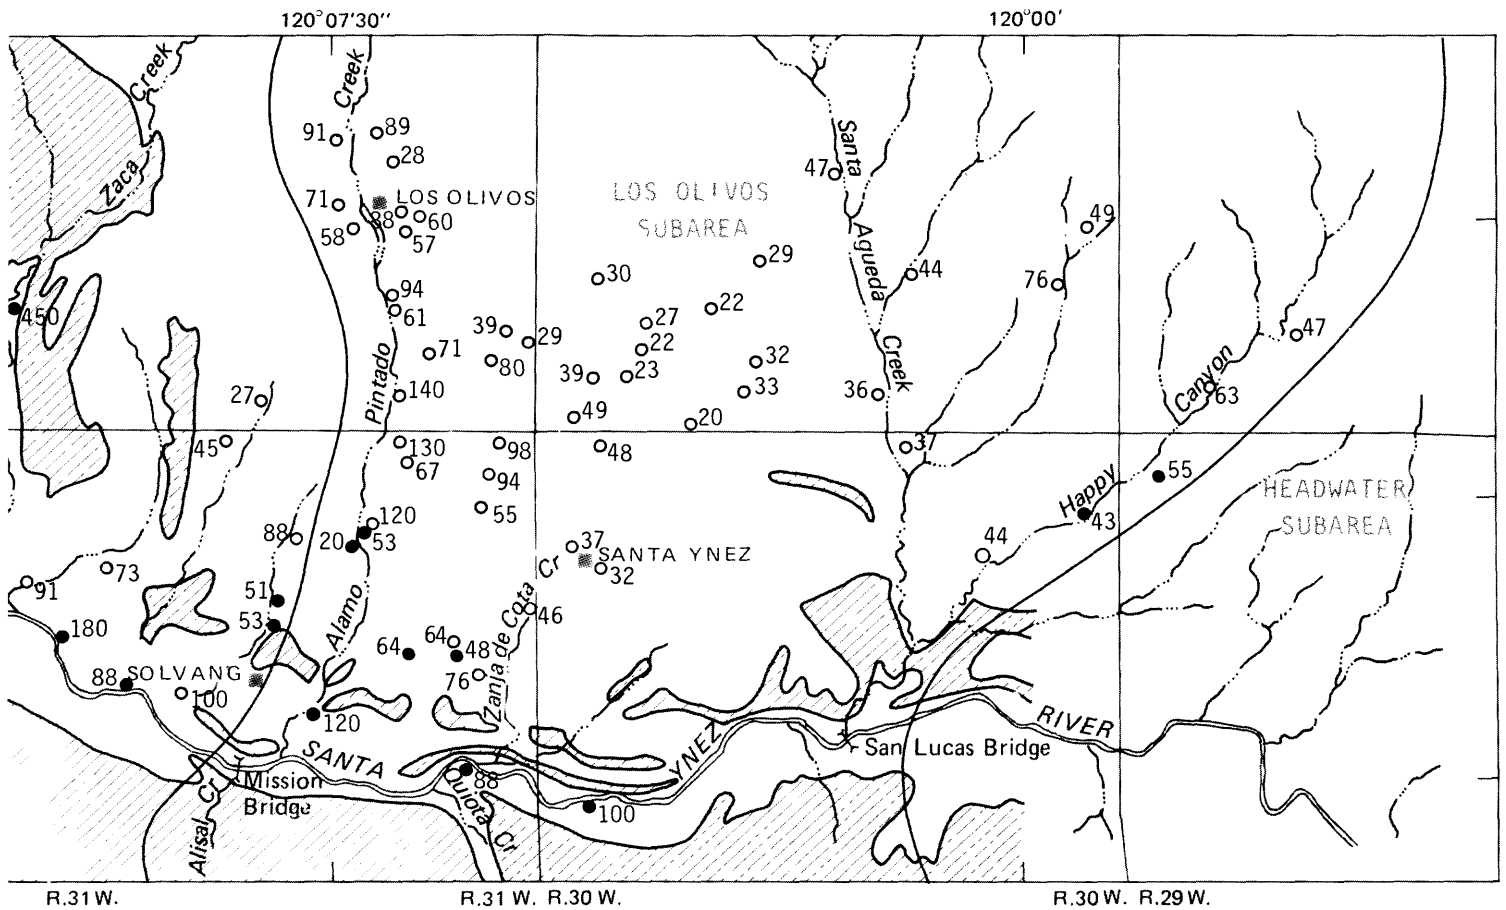 120°07'30"
120°00'
Creek
Creek
Zaca
91
89
28
Santa
47
71
LOS OLIVOS
88
60
58
57
LOS OLIVOS
SUBAREA
49
Agueda
29
30
44
76
94
61
450
22
27
39
29
47
22
71
80
32
Creek
Pintado
39
23
33
36
Canyon
63
140
27
49
20
45
130
98
48
37
67
94
55
Happy
HEADWATER
SUBAREA
55
43
120
88
20
53
37
SANTA YNEZ
32
44
Zanja de Cota Cr
73
91
51
46
53
Alamo
180
64
64
48
76
88
SOLVANG
100
120
SANTA
YNEZ
RIVER
San Lucas Bridge
Mission
Bridge
Alisal Cr
Quiota Cr
88
100
R.31W.
R.31W. R.30W.
R.30W. R.29W.